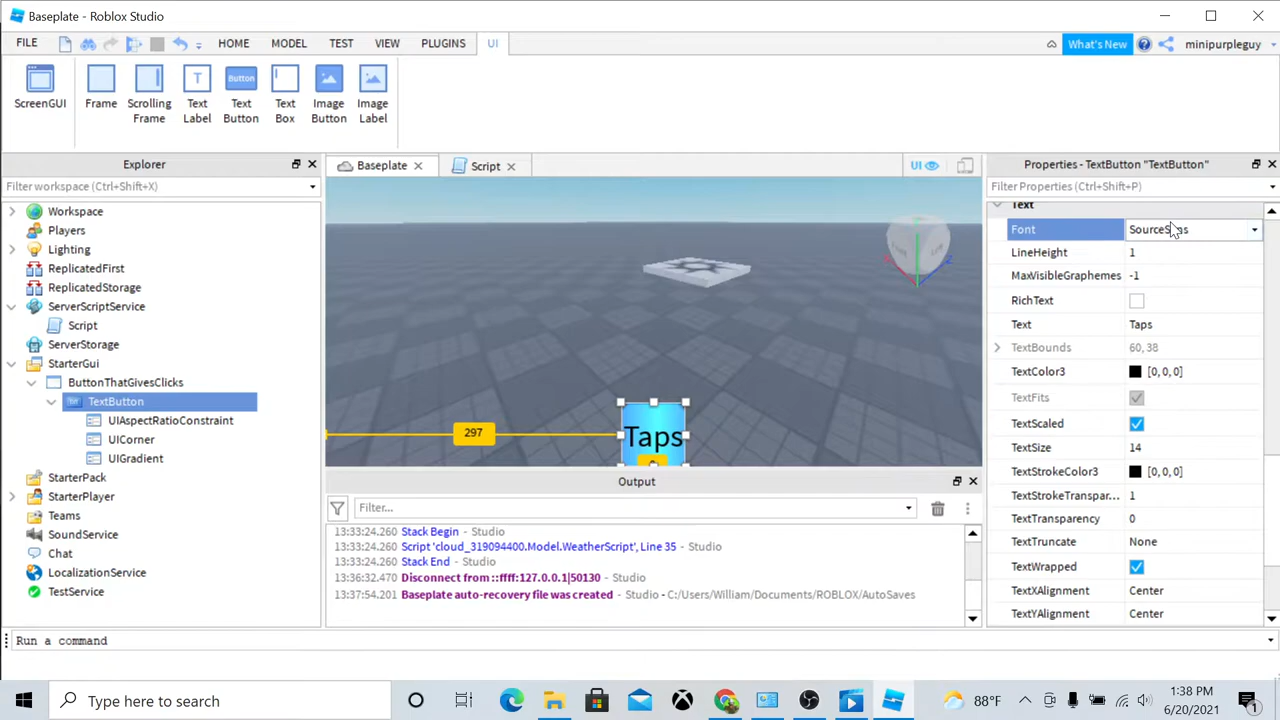 Baseplate - Roblox Studio
FILE HOME MODEL TEST VIEW PLUGINS UI What's New minipurpleguy
ScreenGUI Frame Scrolling Frame Text Label Text Button Text Box Image Button Image Label
Button
T
Explorer
Filter workspace (Ctrl+Shift+X)
Workspace
Players
Lighting
ReplicatedFirst
ReplicatedStorage
ServerScriptService
Script
ServerStorage
StarterGui
ButtonThatGivesClicks
TextButton
UIAspectRatioConstraint
UICorner
UIGradient
StarterPack
StarterPlayer
Teams
SoundService
Chat
LocalizationService
TestService
Baseplate Script UI
297
Taps
Output
Filter...
13:33:24.260 Stack Begin - Studio
13:33:24.260 Script 'cloud_319094400.Model.WeatherScript', Line 35 - Studio
13:33:24.260 Stack End - Studio
13:36:32.470 Disconnect from ::ffff:127.0.0.1|50130 - Studio
13:37:54.201 Baseplate auto-recovery file was created - Studio - C:/Users/William/Documents/ROBLOX/AutoSaves
Properties - TextButton "TextButton"
Filter Properties (Ctrl+Shift+P)
Text
Font SourceSans
LineHeight 1
MaxVisibleGraphemes -1
RichText
Text Taps
TextBounds 60, 38
TextColor3 [0, 0, 0]
TextFits
TextScaled
TextSize 14
TextStrokeColor3 [0, 0, 0]
TextStrokeTranspar... 1
TextTransparency 0
TextTruncate None
TextWrapped
TextXAlignment Center
TextYAlignment Center
Run a command
Type here to search
88°F
1:38 PM
6/20/2021
1